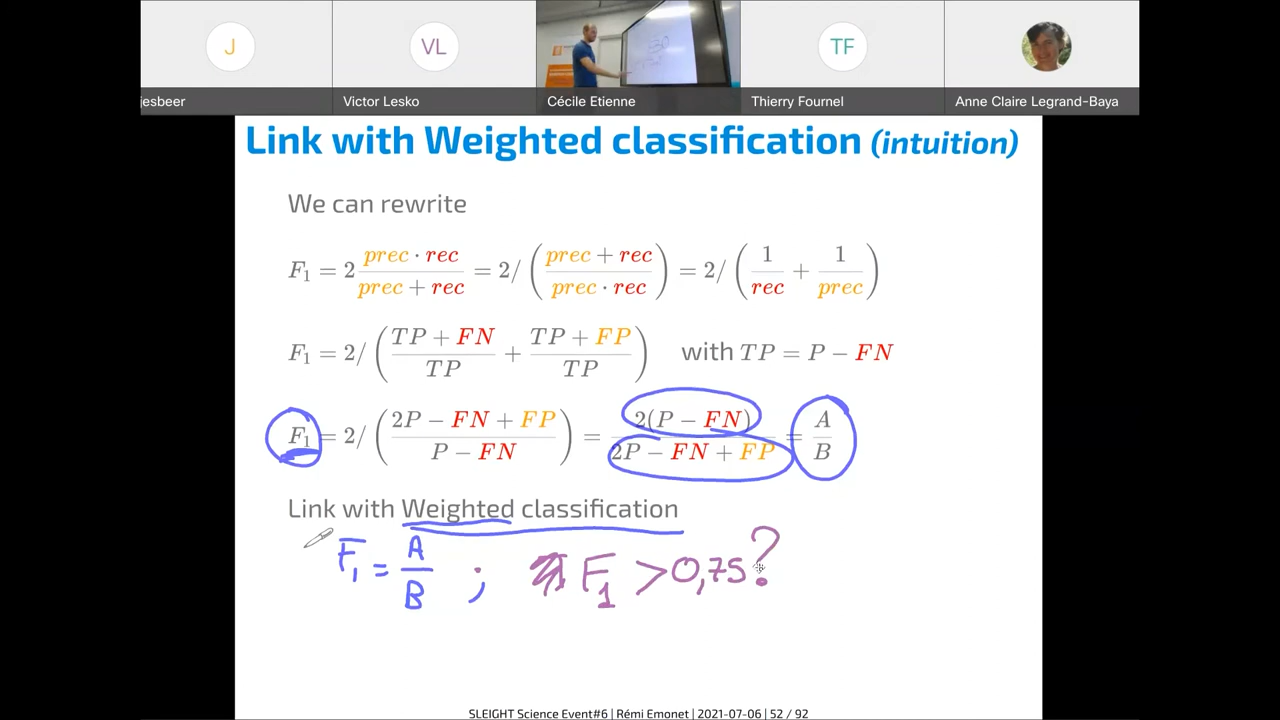 J
VL
TF
jesbeer
Victor Lesko
Cécile Etienne
Thierry Fournel
Anne Claire Legrand-Baya
Link with Weighted classification (intuition)
We can rewrite
F₁ = 2 prec · rec / prec + rec = 2/ ( prec + rec / prec · rec ) = 2/ ( 1 / rec + 1 / prec )
F₁ = 2/ ( TP + FN / TP + TP + FP / TP ) with TP = P − FN
F₁ = 2/ ( 2P − FN + FP / P − FN ) = 2(P − FN) / 2P − FN + FP = A / B
Link with Weighted classification
F₁ = A / B ; F₁ > 0,75 ?
SLEIGHT Science Event#6 | Rémi Emonet | 2021-07-06 | 52 / 92